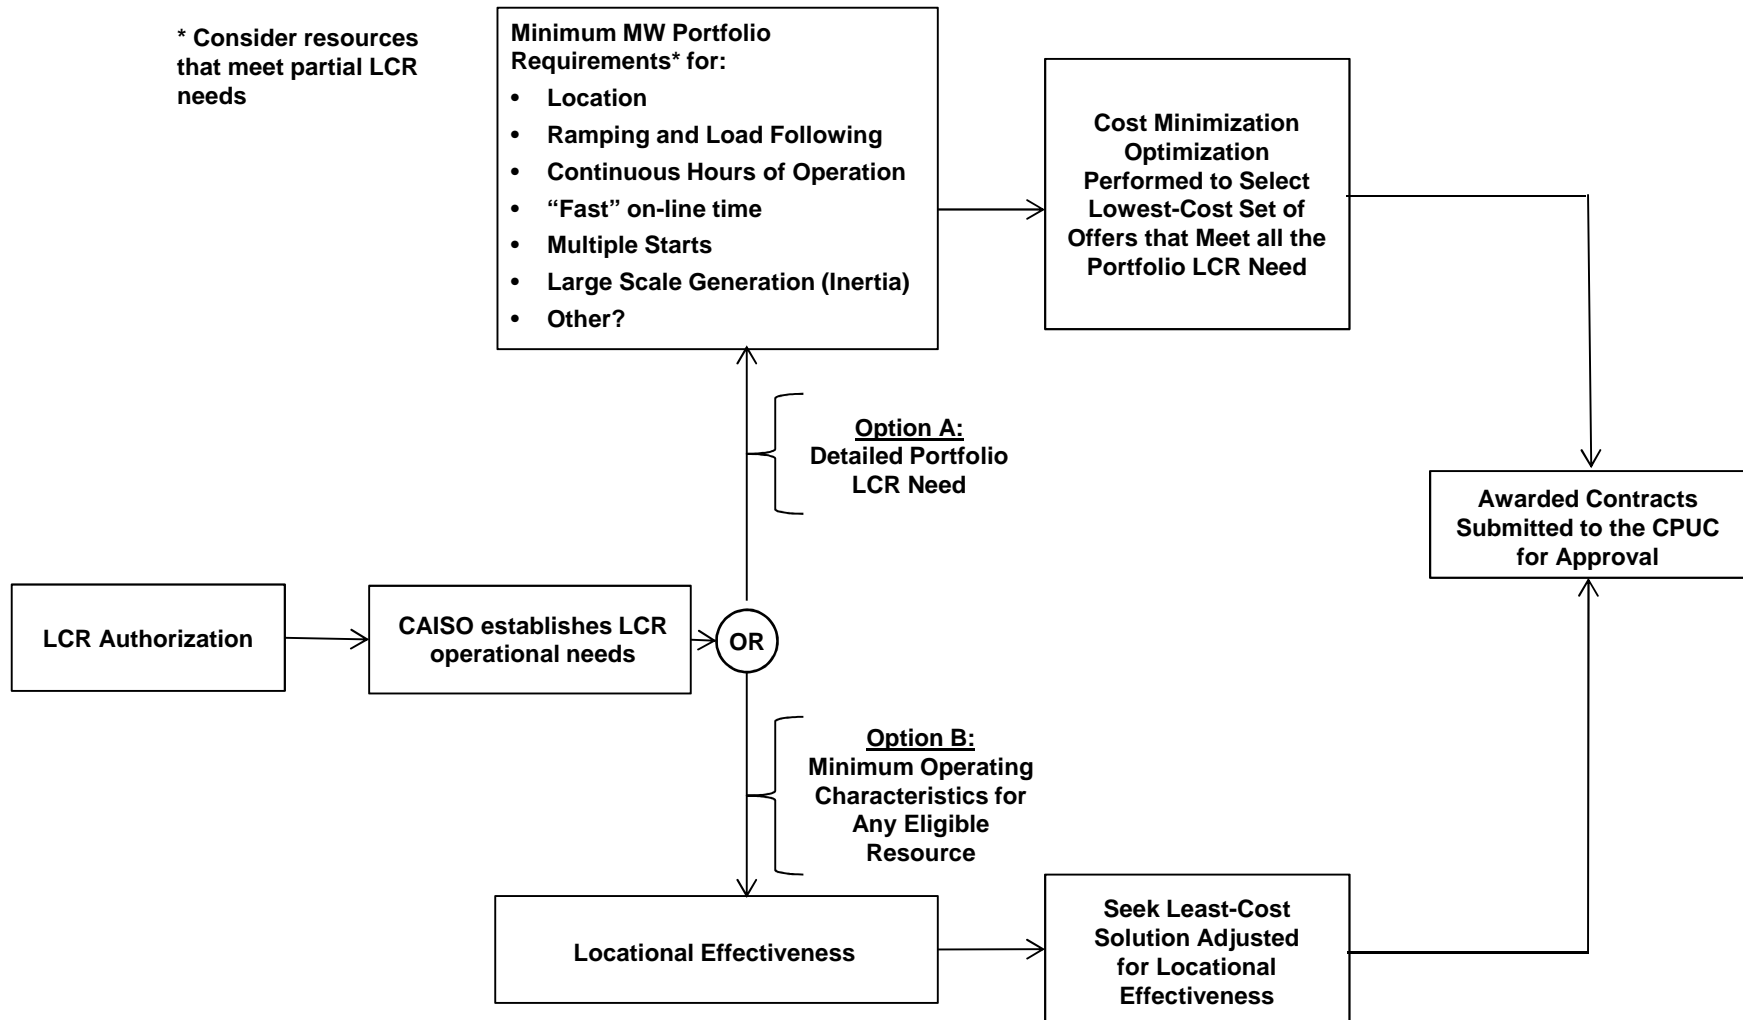 * Consider resources
that meet partial LCR
needs
Minimum MW Portfolio
Requirements* for:
• Location
• Ramping and Load Following
• Continuous Hours of Operation
• “Fast” on-line time
• Multiple Starts
• Large Scale Generation (Inertia)
• Other?
Cost Minimization
Optimization
Performed to Select
Lowest-Cost Set of
Offers that Meet all the
Portfolio LCR Need
Option A:
Detailed Portfolio
LCR Need
Awarded Contracts
Submitted to the CPUC
for Approval
LCR Authorization
CAISO establishes LCR
operational needs
OR
Option B:
Minimum Operating
Characteristics for
Any Eligible
Resource
Locational Effectiveness
Seek Least-Cost
Solution Adjusted
for Locational
Effectiveness